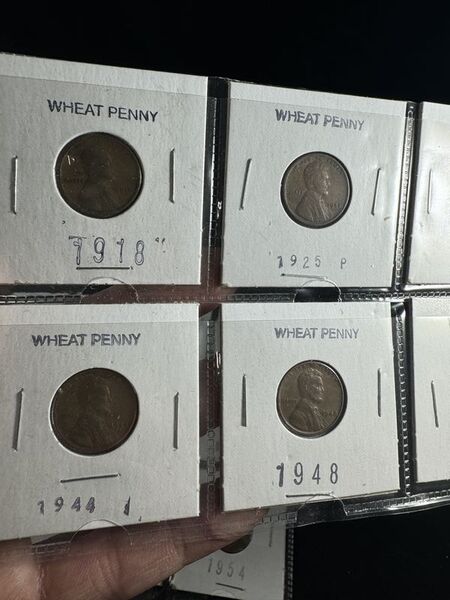 WHEAT PENNY
1918
WHEAT PENNY
1925 P
WHEAT PENNY
1944
WHEAT PENNY
1948
1954